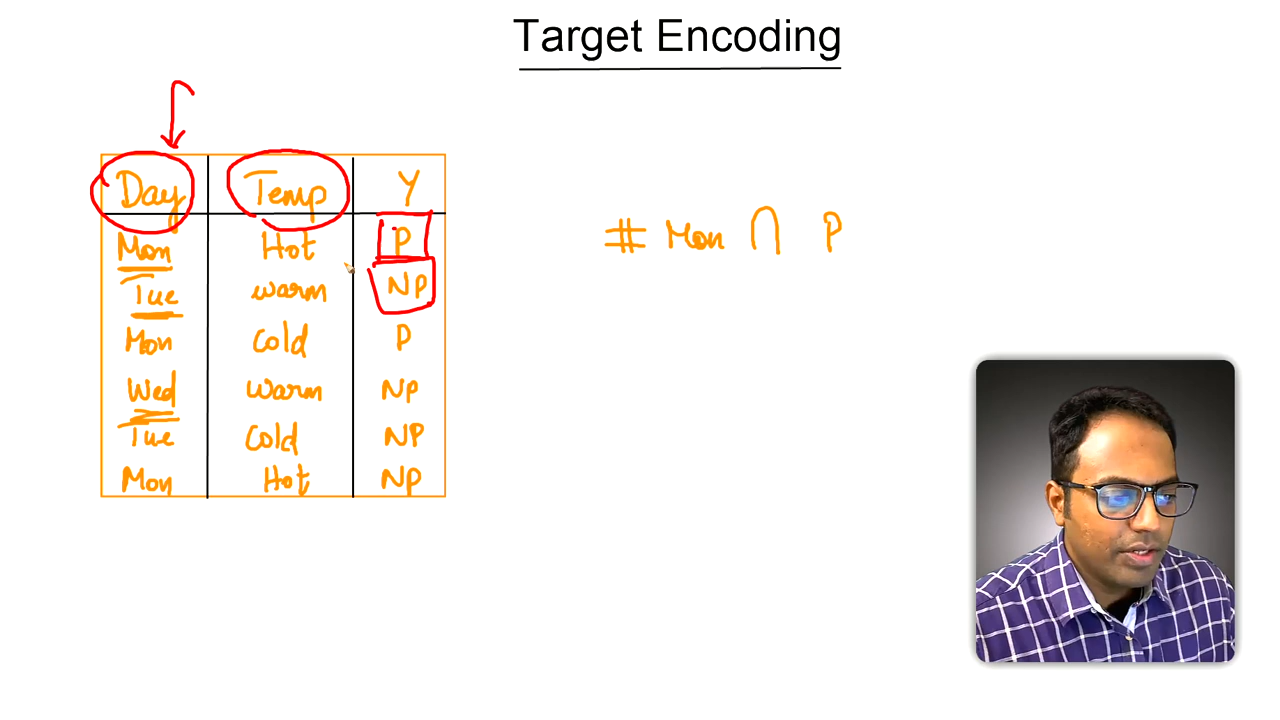 Target Encoding
Day Temp Y
Mon Hot P
# Mon ∩ P
Tue Warm NP
Mon Cold P
Wed Warm NP
Tue Cold NP
Mon Hot NP